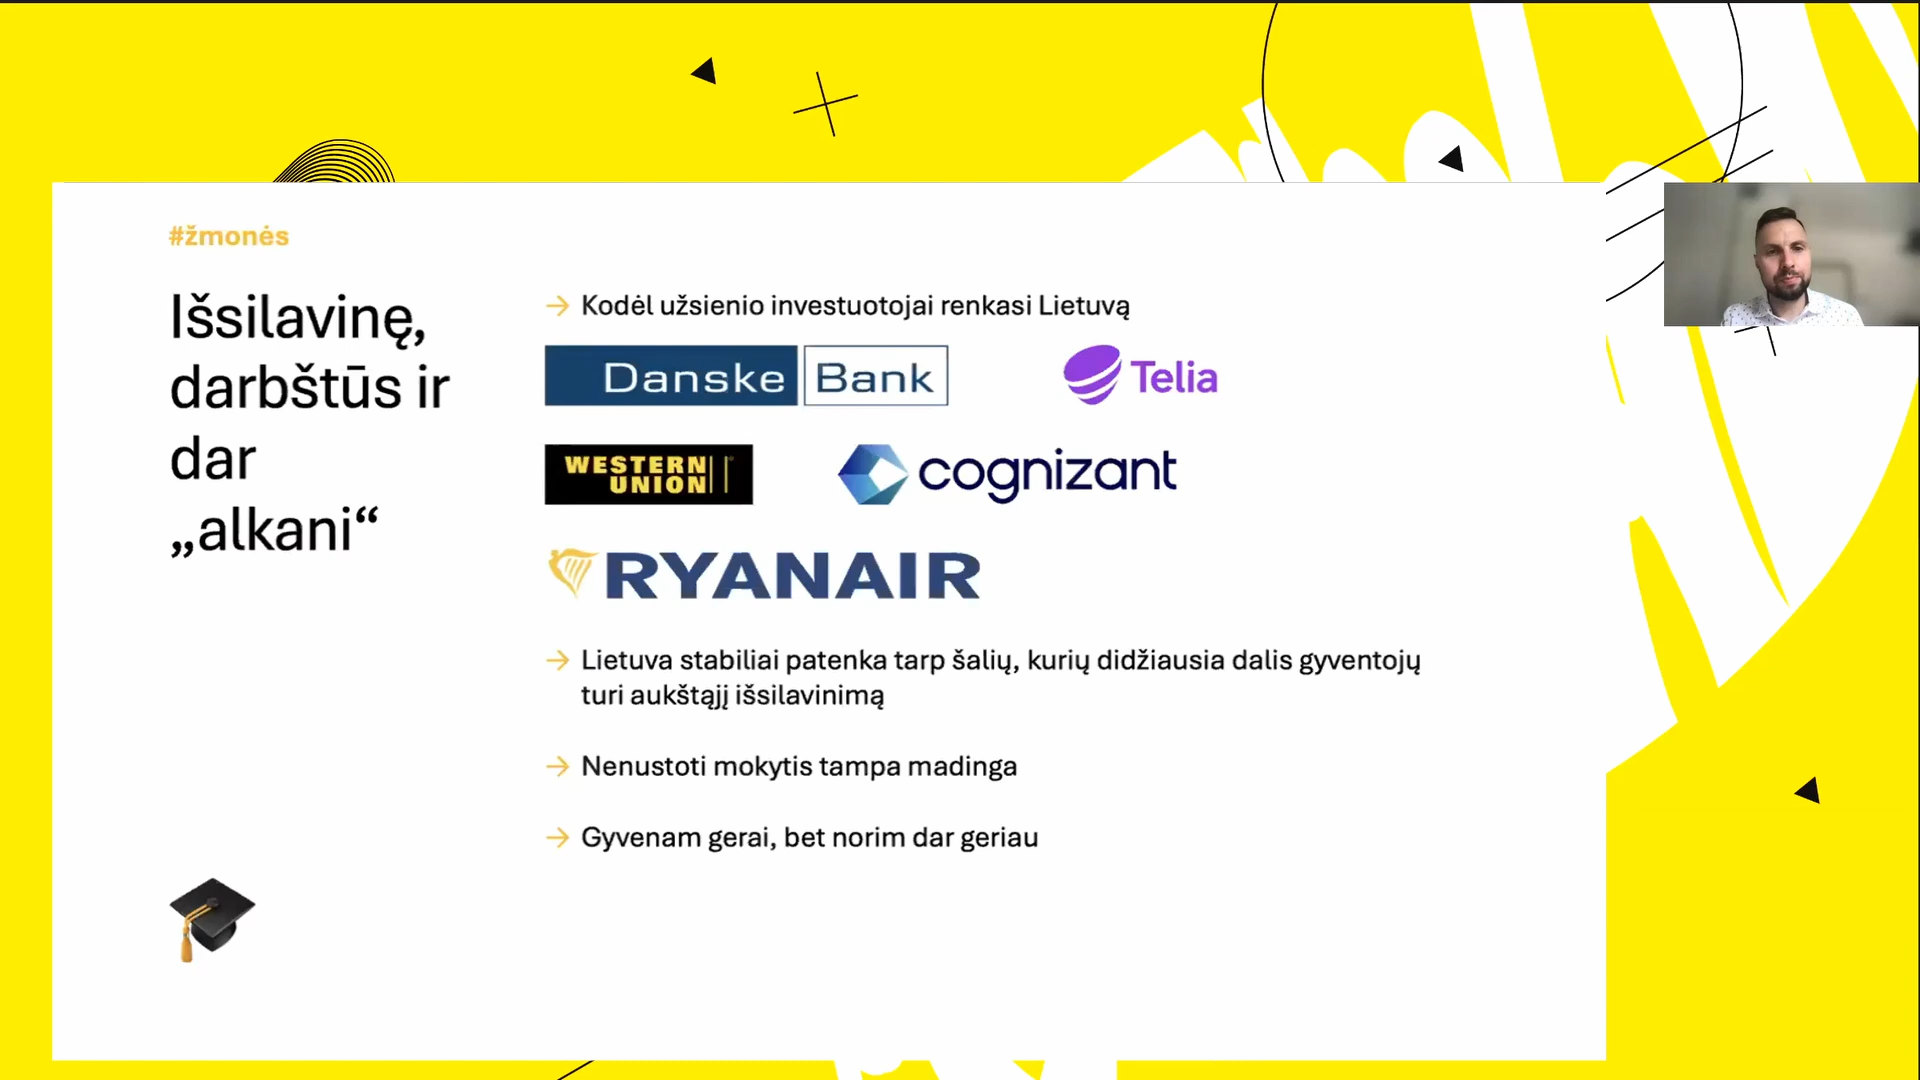 #žmonės
Išsilavinę,
darbštūs ir
dar
„alkani“
Kodėl užsienio investuotojai renkasi Lietuvą
Danske Bank
Telia
WESTERN
UNION
cognizant
RYANAIR
Lietuva stabiliai patenka tarp šalių, kurių didžiausia dalis gyventojų
turi aukštąjį išsilavinimą
Nenustoti mokytis tampa madinga
Gyvenam gerai, bet norim dar geriau